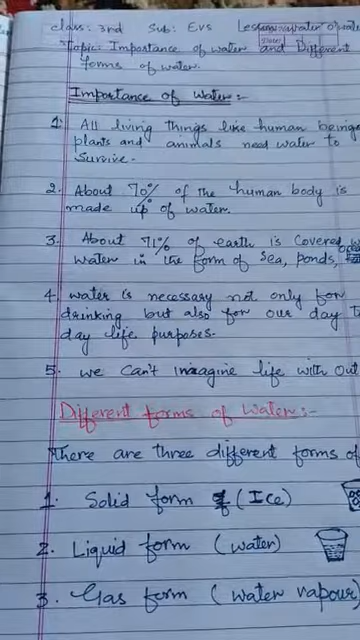 class: 3rd Sub: Evs Lesson: water
Topic: Importance of water and Different
forms of water.
Importance of Water:-
1. All living things like human beings
plants and animals need water to
Survive.
2. About 70% of the human body is
made up of water.
3. About 71% of earth is covered
water in the form of sea, ponds,
4. water is necessary not only for
drinking but also for our day t
day life purposes.
5. we can't imagine life with out
Different forms of water:-
There are three different forms of
1. Solid form (Ice)
2. Liquid form (water)
3. Gas form (water vapour)